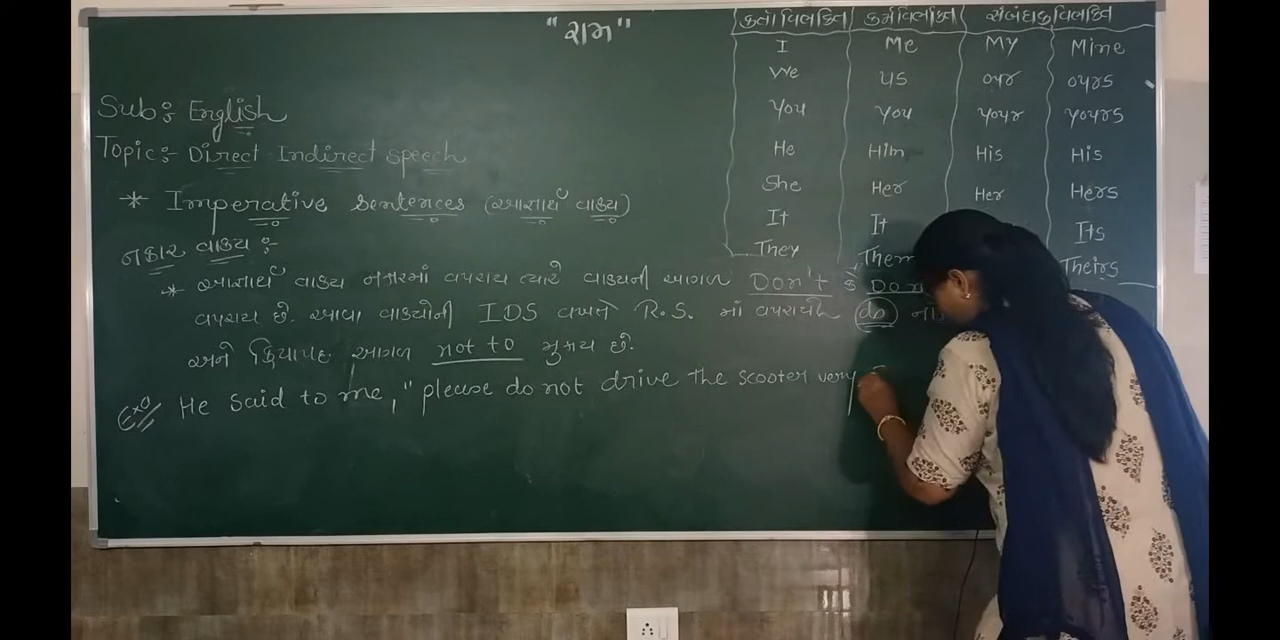 "રામ"
Sub: English
Topic:- Direct Indirect speech
* Imperative Sentences (આજ્ઞાર્થ વાક્ય)
નકાર વાક્ય :-
* આજ્ઞાર્થ વાક્ય નકારમાં વપરાય ત્યારે વાક્યની આગળ Don't કે Do
વપરાય છે. આવા વાક્યોની IDS વખતે R.S. માં વપરાયેલ do
અને ક્રિયાપદ આગળ not to મુકાય છે.
Ex He said to me, "please do not drive the scooter very
કર્તા વિભક્તિ કર્મ વિભક્તિ સંબંધક વિભક્તિ
I Me My Mine
We us our ours
You You Your Yours
He Him His His
She Her Her Hers
It It Its
They Them Theirs